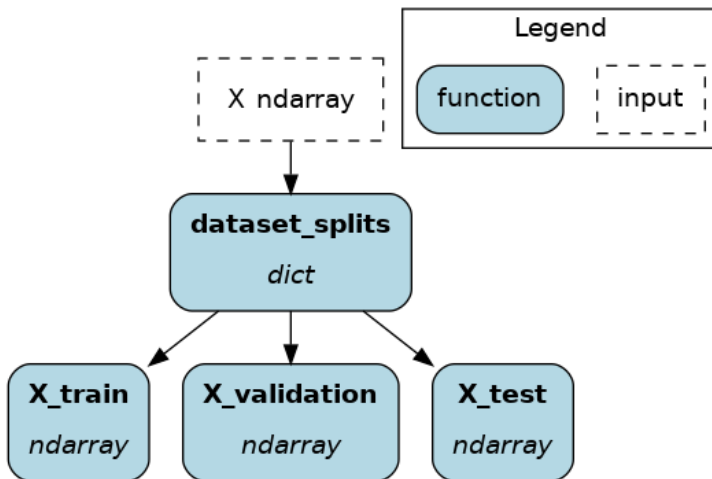 Legend
X ndarray
function
input
dataset_splits
dict
X_train
X_validation
X_test
ndarray
ndarray
ndarray